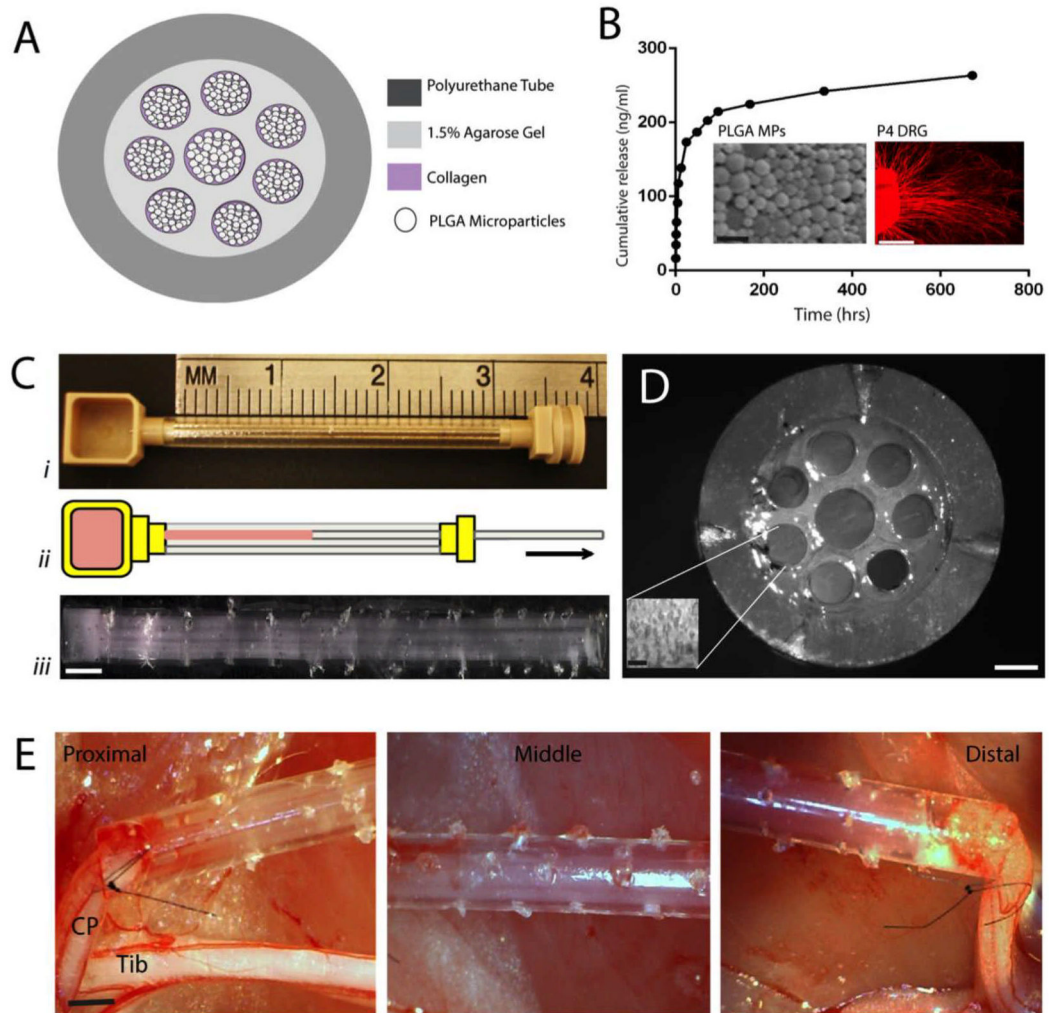 A
Polyurethane Tube
1.5% Agarose Gel
Collagen
PLGA Microparticles
B
300
200
100
0
Cumulative release (ng/ml)
PLGA MPs
P4 DRG
0 200 400 600 800
Time (hrs)
C
MM 1 2 3 4
i
ii
iii
D
E
Proximal
CP
Tib
Middle
Distal